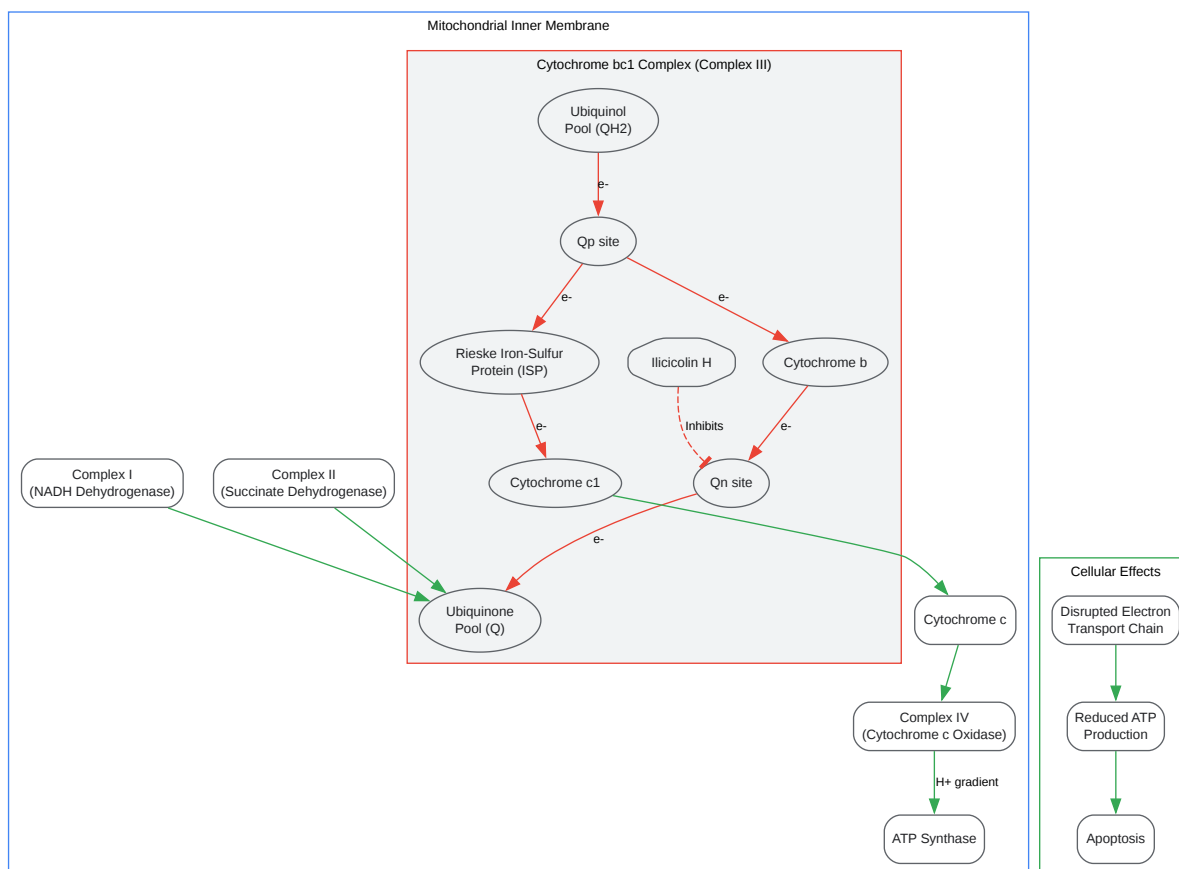 Mitochondrial Inner Membrane
Cytochrome bc1 Complex (Complex III)
Ubiquinol
Pool (QH2)
e-
Qp site
e-
e-
Rieske Iron-Sulfur
Protein (ISP)
Ilicicolin H
Cytochrome b
e-
Inhibits
e-
Complex I
(NADH Dehydrogenase)
Complex II
(Succinate Dehydrogenase)
Cytochrome c1
Qn site
e-
Ubiquinone
Pool (Q)
Cytochrome c
Complex IV
(Cytochrome c Oxidase)
H+ gradient
ATP Synthase
Cellular Effects
Disrupted Electron
Transport Chain
Reduced ATP
Production
Apoptosis